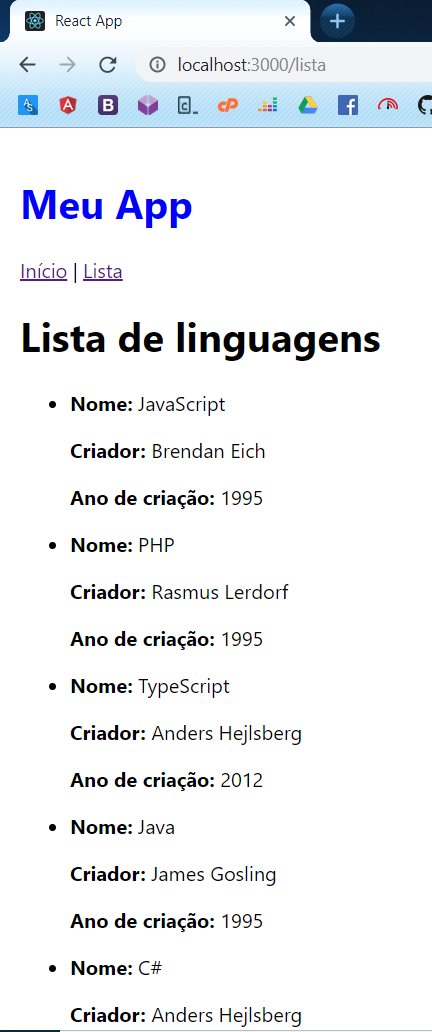 React App
localhost:3000/lista
Meu App
Início | Lista
Lista de linguagens
Nome: JavaScript
Criador: Brendan Eich
Ano de criação: 1995
Nome: PHP
Criador: Rasmus Lerdorf
Ano de criação: 1995
Nome: TypeScript
Criador: Anders Hejlsberg
Ano de criação: 2012
Nome: Java
Criador: James Gosling
Ano de criação: 1995
Nome: C#
Criador: Anders Hejlsberg